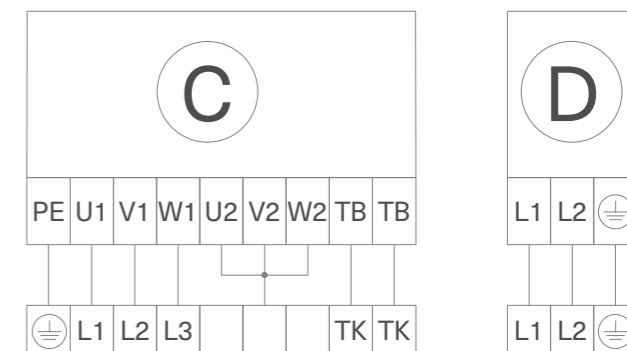 C
D
PE U1 V1 W1 U2 V2 W2 TB TB
L1 L2
L1 L2 L3 TK TK
L1 L2